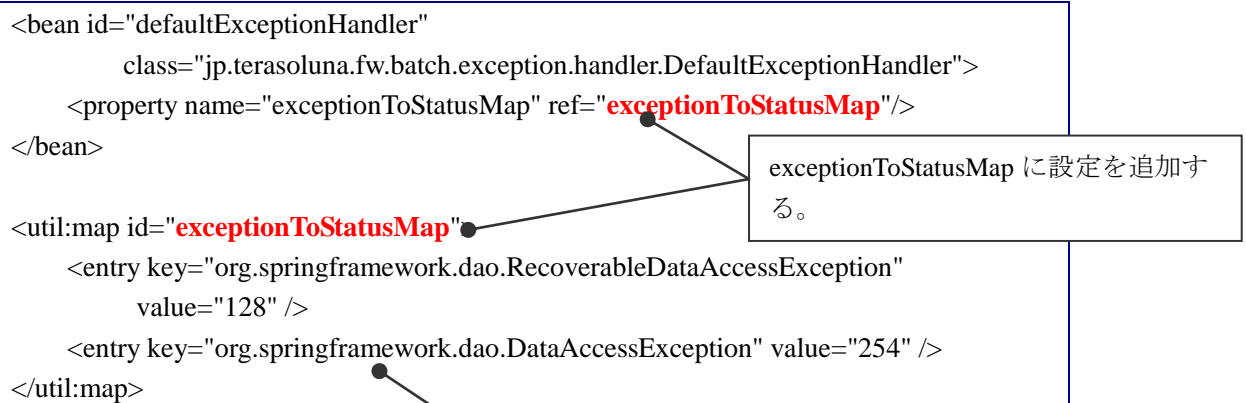 <bean id="defaultExceptionHandler"
class="jp.terasoluna.fw.batch.exception.handler.DefaultExceptionHandler">
<property name="exceptionToStatusMap" ref="exceptionToStatusMap"/>
</bean>
exceptionToStatusMap に設定を追加す
る。
<util:map id="exceptionToStatusMap">
<entry key="org.springframework.dao.RecoverableDataAccessException"
value="128" />
<entry key="org.springframework.dao.DataAccessException" value="254" />
</util:map>